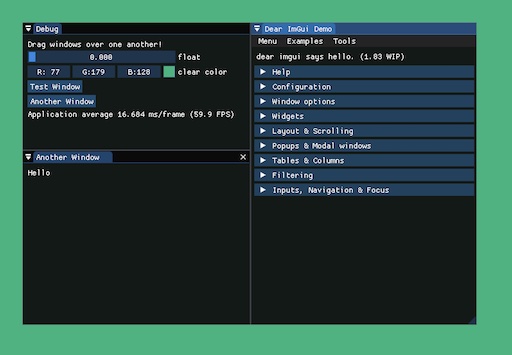 Debug
Drag windows over one another!
0.000 float
R: 77 G:179 B:128 clear color
Test Window
Another Window
Application average 16.684 ms/frame (59.9 FPS)
Another Window
Hello
Dear ImGui Demo
Menu Examples Tools
dear imgui says hello. (1.83 WIP)
Help
Configuration
Window options
Widgets
Layout & Scrolling
Popups & Modal windows
Tables & Columns
Filtering
Inputs, Navigation & Focus